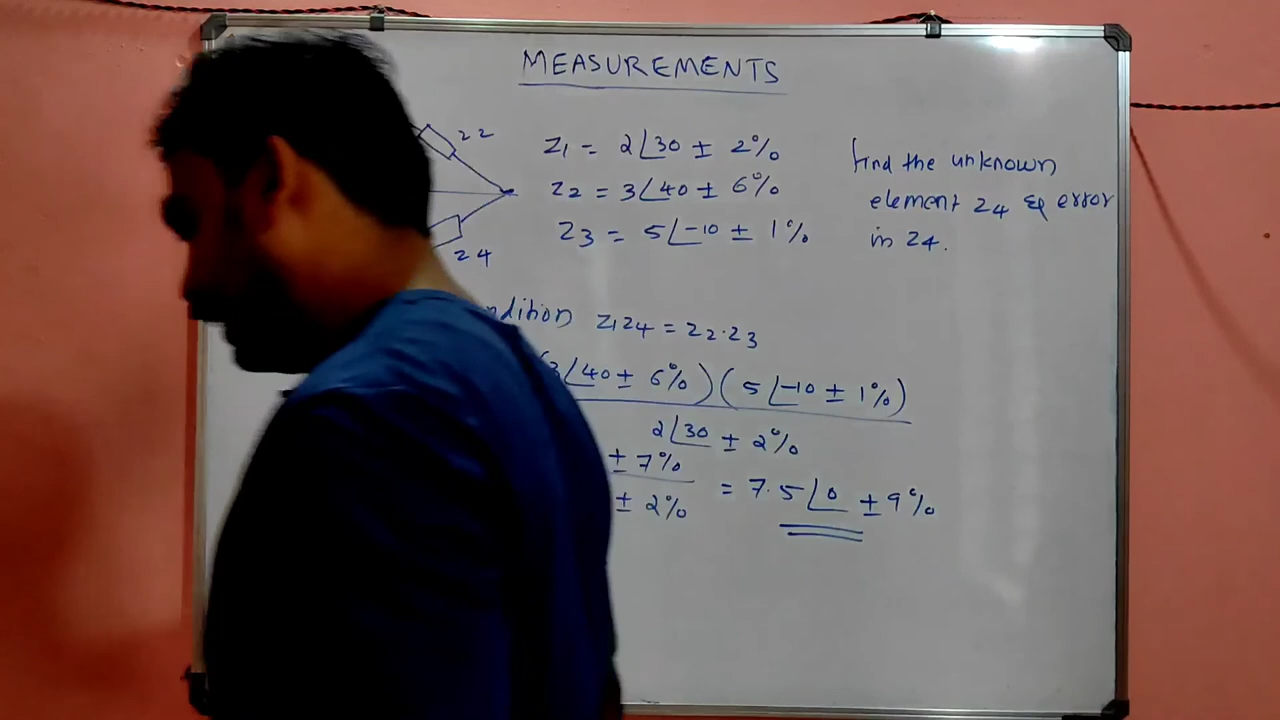 MEASUREMENTS
Z2
Z4
Z1 = 2∠30 ± 2%
Z2 = 3∠40 ± 6%
Z3 = 5∠-10 ± 1%
find the unknown
element Z4 & error
in Z4.
Z1Z4 = Z2.Z3
3∠40 ± 6%)(5∠-10 ± 1%)
2∠30 ± 2%
± 7%
± 2%
= 7.5∠0 ± 9%